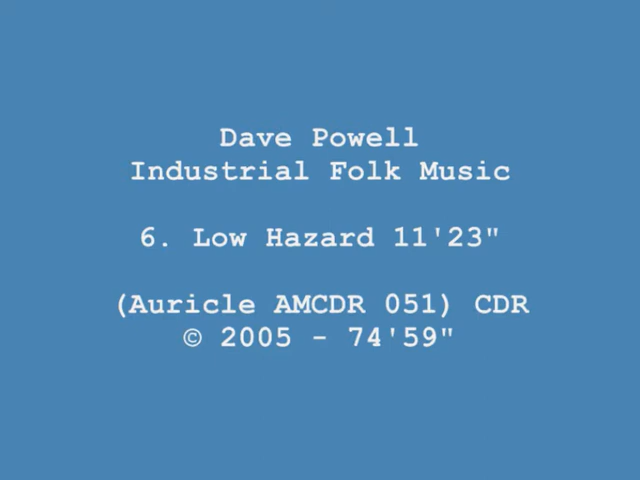 Dave Powell
Industrial Folk Music
6. Low Hazard 11'23"
(Auricle AMCDR 051) CDR
© 2005 - 74'59"